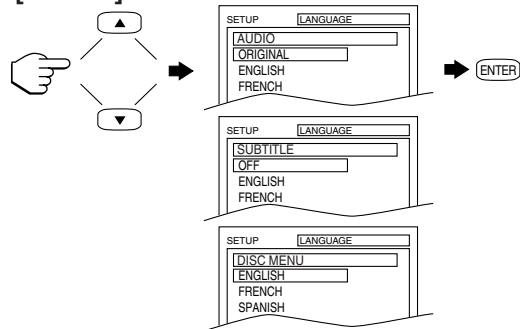 SETUP LANGUAGE
AUDIO
ORIGINAL
ENGLISH
FRENCH
ENTER
SETUP LANGUAGE
SUBTITLE
OFF
ENGLISH
FRENCH
SETUP LANGUAGE
DISC MENU
ENGLISH
FRENCH
SPANISH